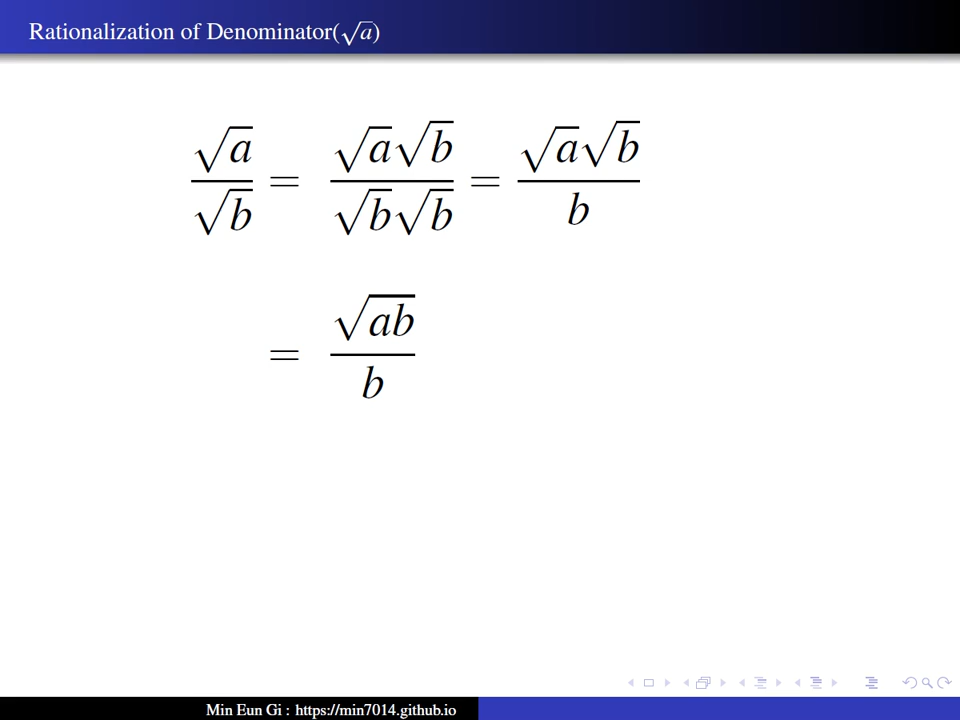 Rationalization of Denominator(√a)
√a/√b = √a√b/√b√b = √a√b/b
= √ab/b
Min Eun Gi : https://min7014.github.io